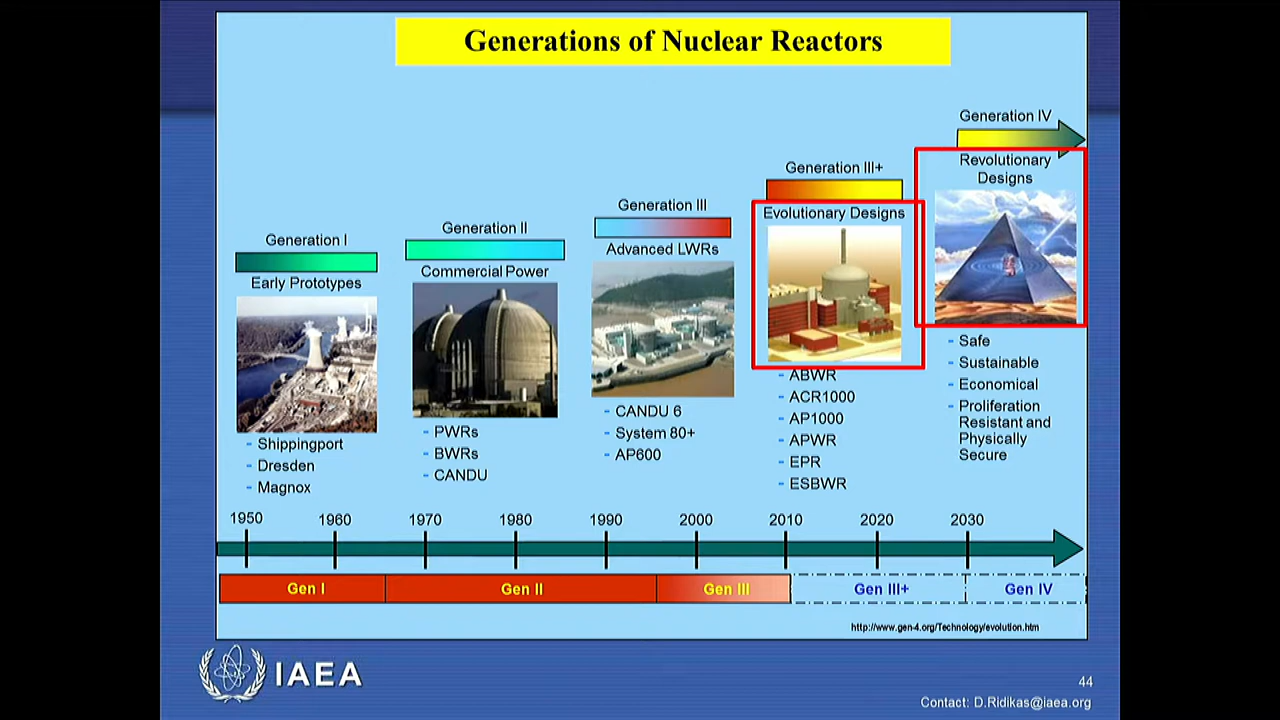 Generations of Nuclear Reactors
Generation I
Early Prototypes
- Shippingport
- Dresden
- Magnox
Generation II
Commercial Power
- PWRs
- BWRs
- CANDU
Generation III
Advanced LWRs
- CANDU 6
- System 80+
- AP600
Generation III+
Evolutionary Designs
- ABWR
- ACR1000
- AP1000
- APWR
- EPR
- ESBWR
Generation IV
Revolutionary
Designs
- Safe
- Sustainable
- Economical
- Proliferation
Resistant and
Physically
Secure
1950 1960 1970 1980 1990 2000 2010 2020 2030
Gen I Gen II Gen III Gen III+ Gen IV
http://www.gen-4.org/Technology/evolution.htm
IAEA
44
Contact: D.Ridikas@iaea.org